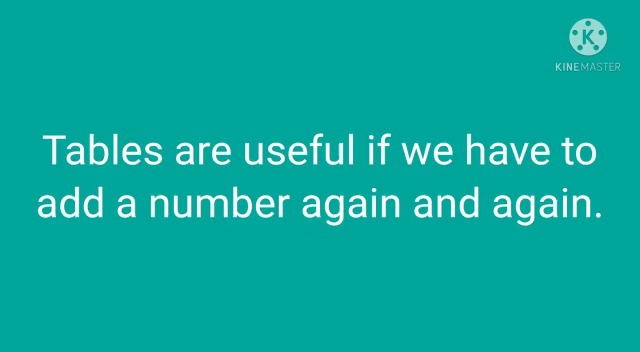 KINEMASTER
Tables are useful if we have to
add a number again and again.